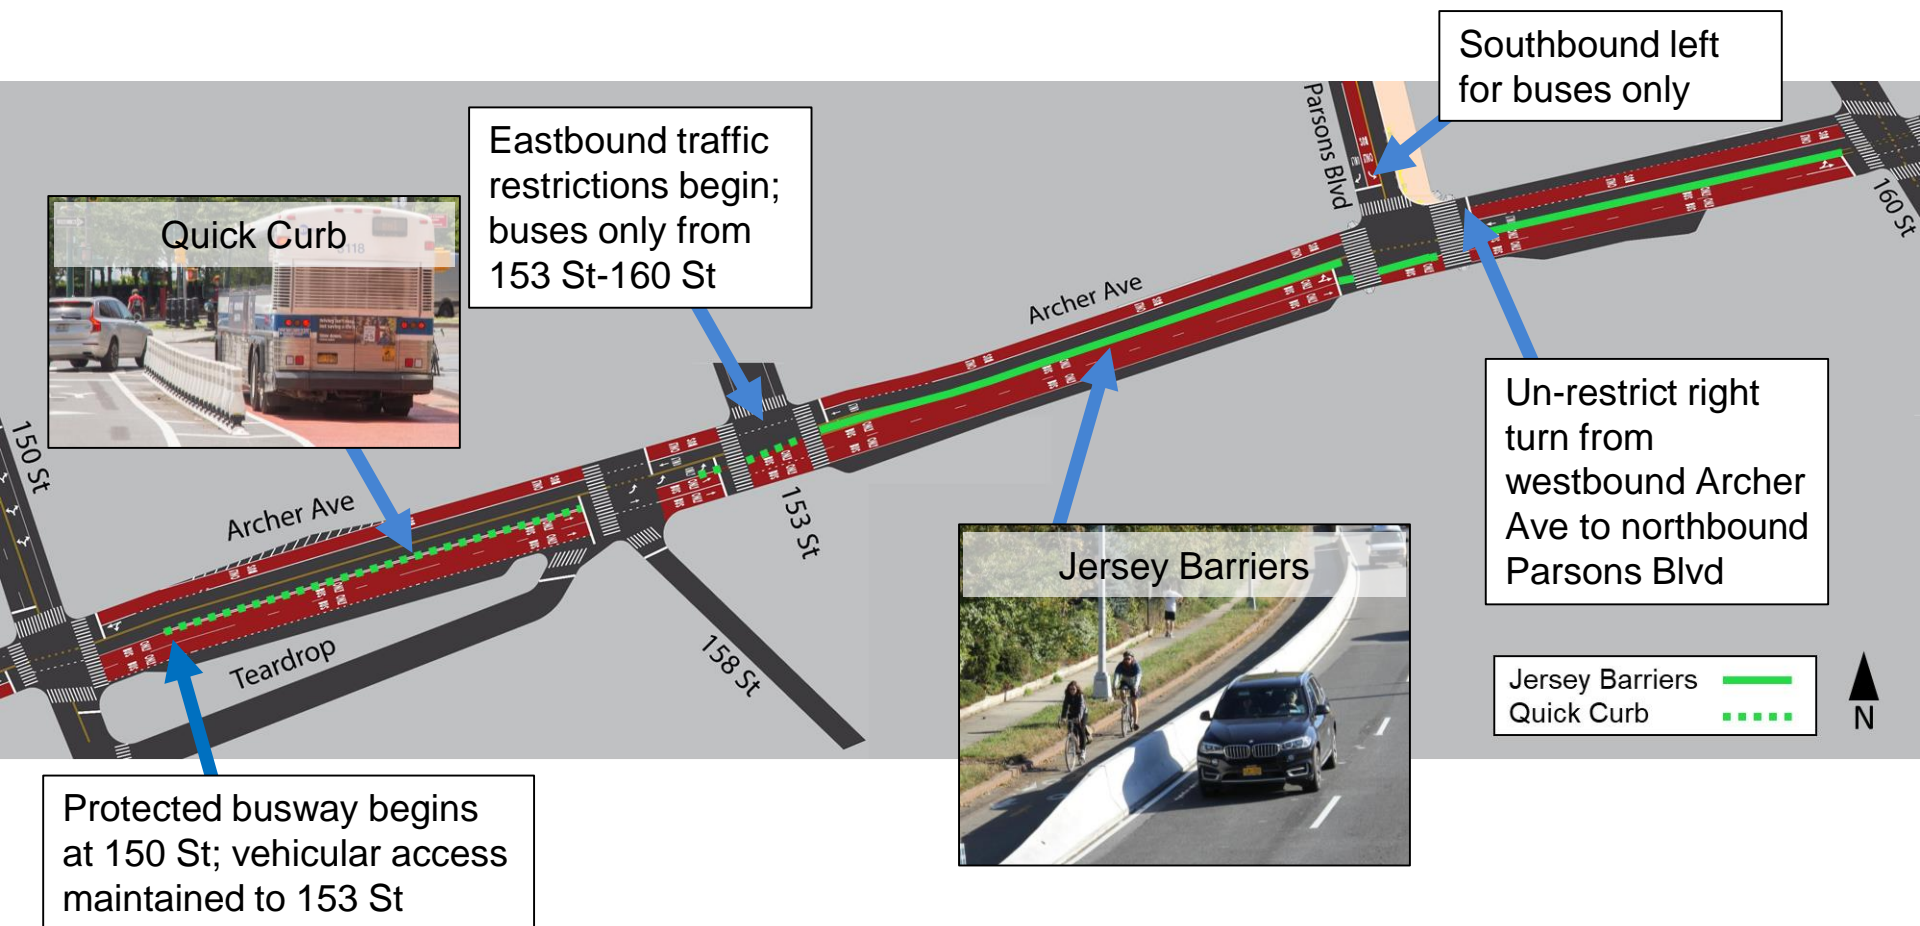 Southbound left
for buses only
Eastbound traffic
restrictions begin;
buses only from
153 St-160 St
Quick Curb
Parsons Blvd
160 St
Archer Ave
Un-restrict right
turn from
westbound Archer
Ave to northbound
Parsons Blvd
150 St
Archer Ave
153 St
Jersey Barriers
Teardrop
158 St
Jersey Barriers
Quick Curb
N
Protected busway begins
at 150 St; vehicular access
maintained to 153 St